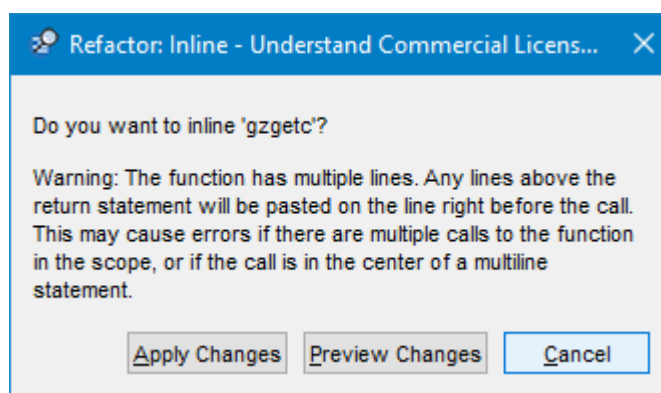 Refactor: Inline - Understand Commercial Licens...
Do you want to inline 'gzgetc'?
Warning: The function has multiple lines. Any lines above the
return statement will be pasted on the line right before the call.
This may cause errors if there are multiple calls to the function
in the scope, or if the call is in the center of a multiline
statement.
Apply Changes Preview Changes Cancel